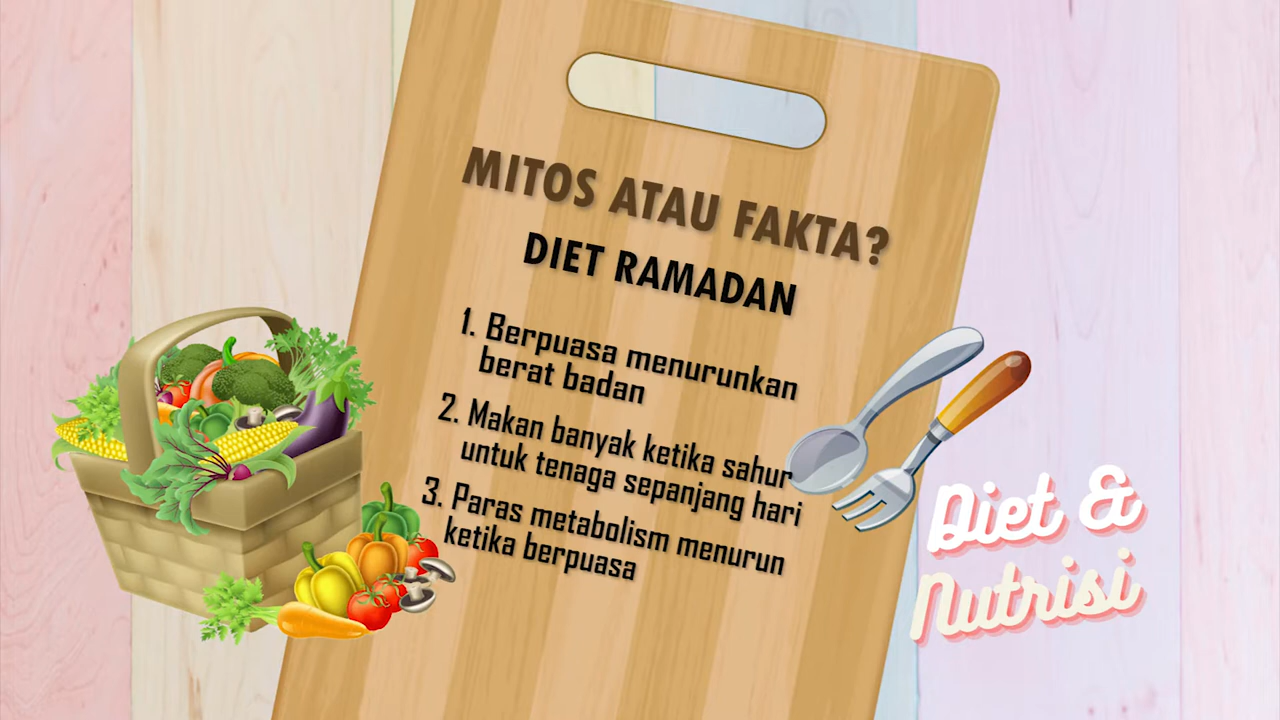 MITOS ATAU FAKTA?
DIET RAMADAN
1. Berpuasa menurunkan
berat badan
2. Makan banyak ketika sahur
untuk tenaga sepanjang hari
3. Paras metabolism menurun
ketika berpuasa
Diet &
Nutrisi